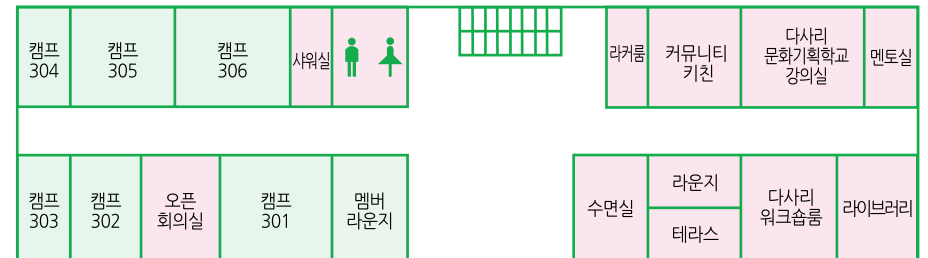 캠프
304
캠프
305
캠프
306
샤워실
라커룸
커뮤니티
키친
다사리
문화기획학교
강의실
멘토실
캠프
303
캠프
302
오픈
회의실
캠프
301
멤버
라운지
수면실
라운지
테라스
다사리
워크숍룸
라이브러리